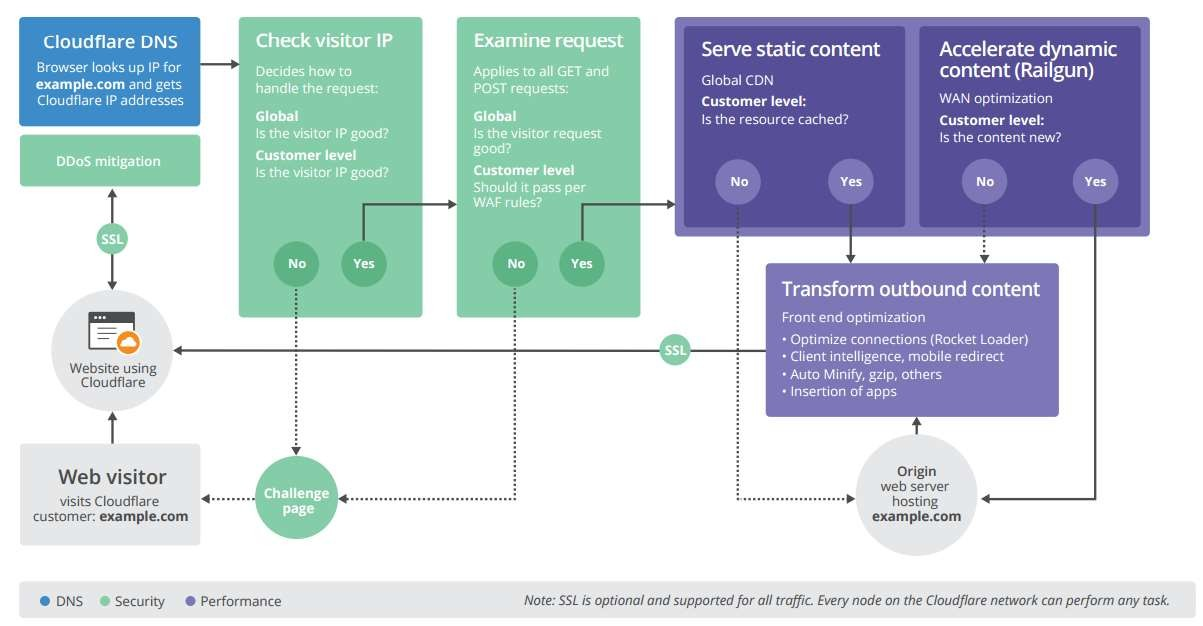 Cloudflare DNS
Browser looks up IP for
example.com and gets
Cloudflare IP addresses
DDoS mitigation
SSL
Website using
Cloudflare
Web visitor
visits Cloudflare
customer: example.com
Check visitor IP
Decides how to
handle the request:
Global
Is the visitor IP good?
Customer level
Is the visitor IP good?
No
Yes
Challenge
page
Examine request
Applies to all GET and
POST requests:
Global
Is the visitor request
good?
Customer level
Should it pass per
WAF rules?
No
Yes
Serve static content
Global CDN
Customer level:
Is the resource cached?
No
Yes
Accelerate dynamic
content (Railgun)
WAN optimization
Customer level:
Is the content new?
No
Yes
Transform outbound content
Front end optimization
• Optimize connections (Rocket Loader)
• Client intelligence, mobile redirect
• Auto Minify, gzip, others
• Insertion of apps
SSL
Origin
web server
hosting
example.com
DNS
Security
Performance
Note: SSL is optional and supported for all traffic. Every node on the Cloudflare network can perform any task.